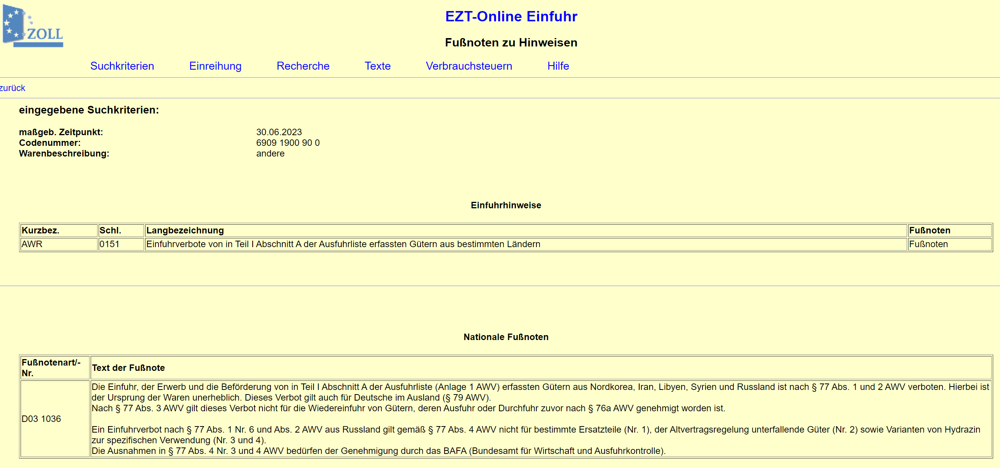 ZOLL
EZT-Online Einfuhr
Fußnoten zu Hinweisen
Suchkriterien Einreihung Recherche Texte Verbrauchsteuern Hilfe
zurück
eingegebene Suchkriterien:
maßgeb. Zeitpunkt: 30.06.2023
Codenummer: 6909 1900 90 0
Warenbeschreibung: andere
Einfuhrhinweise
Kurzbez. Schl. Langbezeichnung Fußnoten
AWR 0151 Einfuhrverbote von in Teil I Abschnitt A der Ausfuhrliste erfassten Gütern aus bestimmten Ländern Fußnoten
Nationale Fußnoten
Fußnotenart/-
Nr.
Text der Fußnote
D03 1036
Die Einfuhr, der Erwerb und die Beförderung von in Teil I Abschnitt A der Ausfuhrliste (Anlage 1 AWV) erfassten Gütern aus Nordkorea, Iran, Libyen, Syrien und Russland ist nach § 77 Abs. 1 und 2 AWV verboten. Hierbei ist
der Ursprung der Waren unerheblich. Dieses Verbot gilt auch für Deutsche im Ausland (§ 79 AWV).
Nach § 77 Abs. 3 AWV gilt dieses Verbot nicht für die Wiedereinfuhr von Gütern, deren Ausfuhr oder Durchfuhr zuvor nach § 76a AWV genehmigt worden ist.
Ein Einfuhrverbot nach § 77 Abs. 1 Nr. 6 und Abs. 2 AWV aus Russland gilt gemäß § 77 Abs. 4 AWV nicht für bestimmte Ersatzteile (Nr. 1), der Altvertragsregelung unterfallende Güter (Nr. 2) sowie Varianten von Hydrazin
zur spezifischen Verwendung (Nr. 3 und 4).
Die Ausnahmen in § 77 Abs. 4 Nr. 3 und 4 AWV bedürfen der Genehmigung durch das BAFA (Bundesamt für Wirtschaft und Ausfuhrkontrolle).